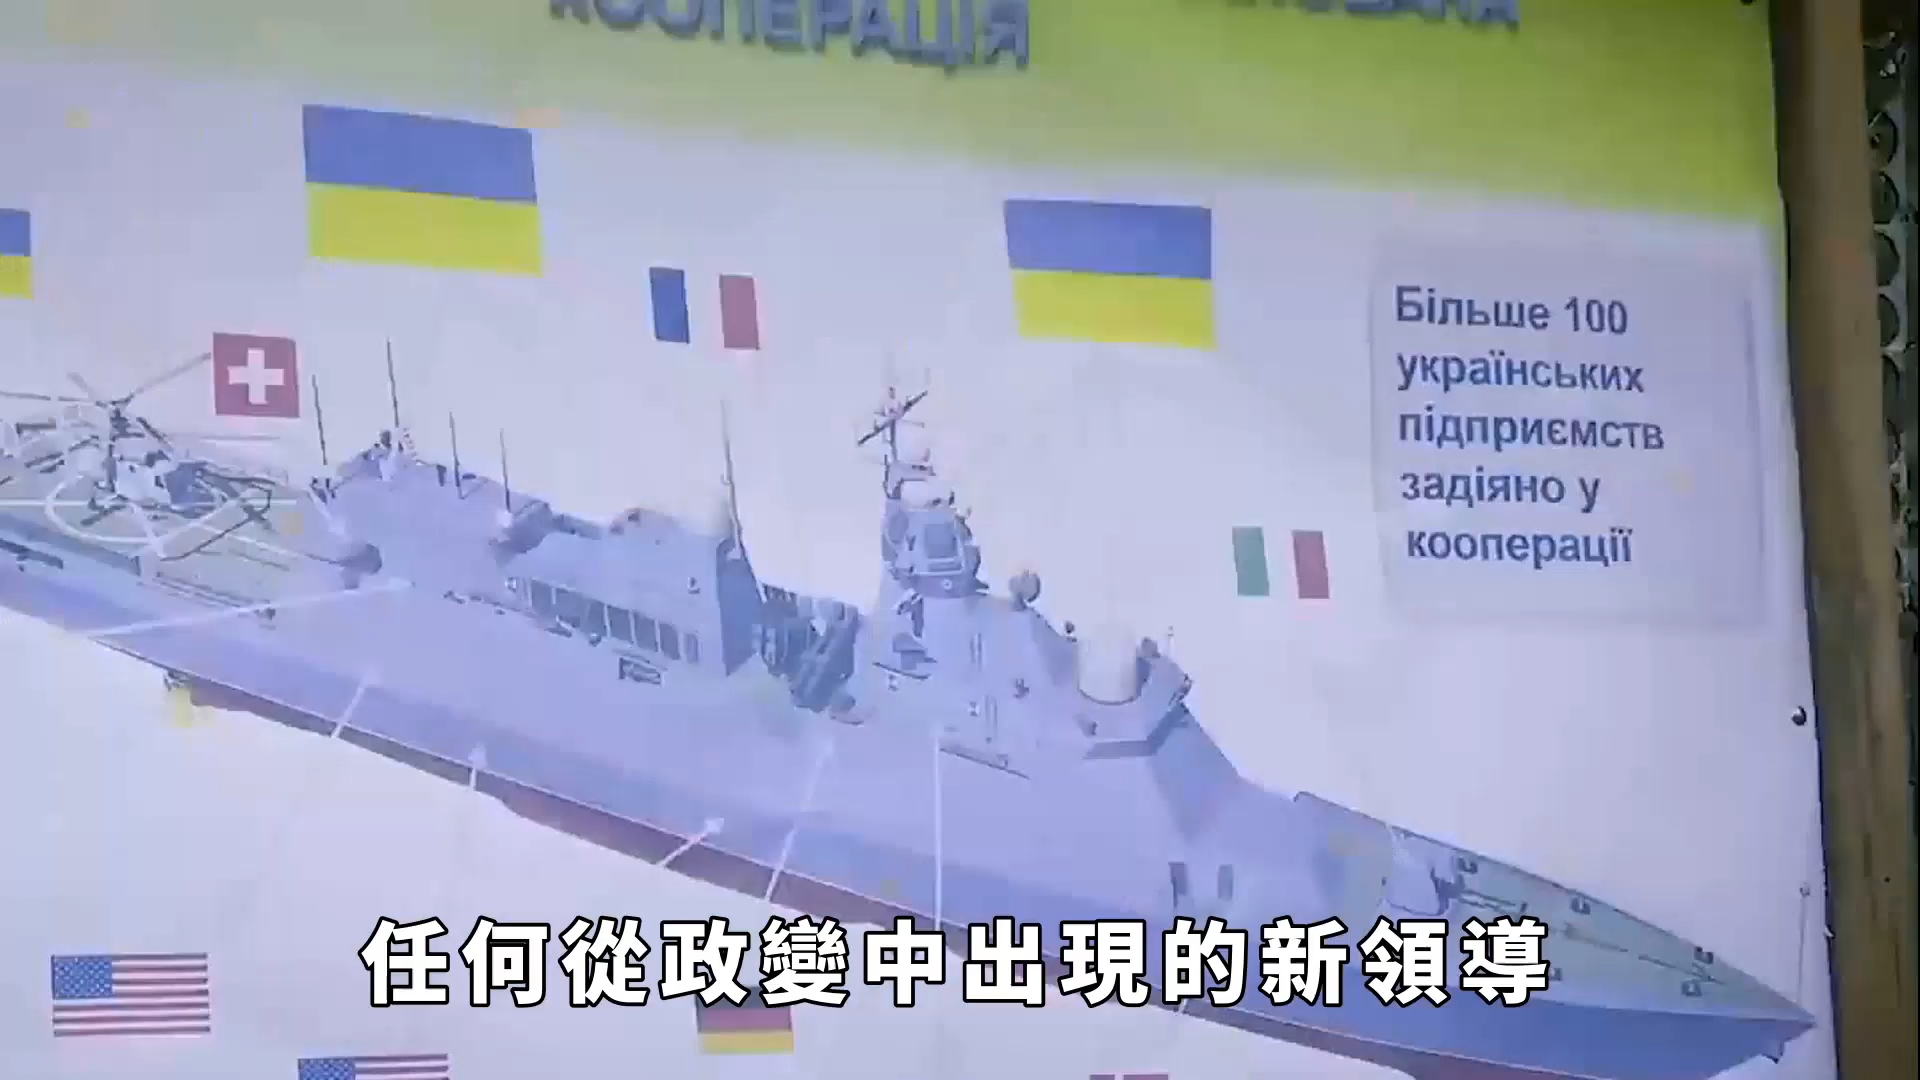 КООПЕРАЦІЯ
Більше 100
українських
підприємств
задіяно у
кооперації
任何從政變中出現的新領導